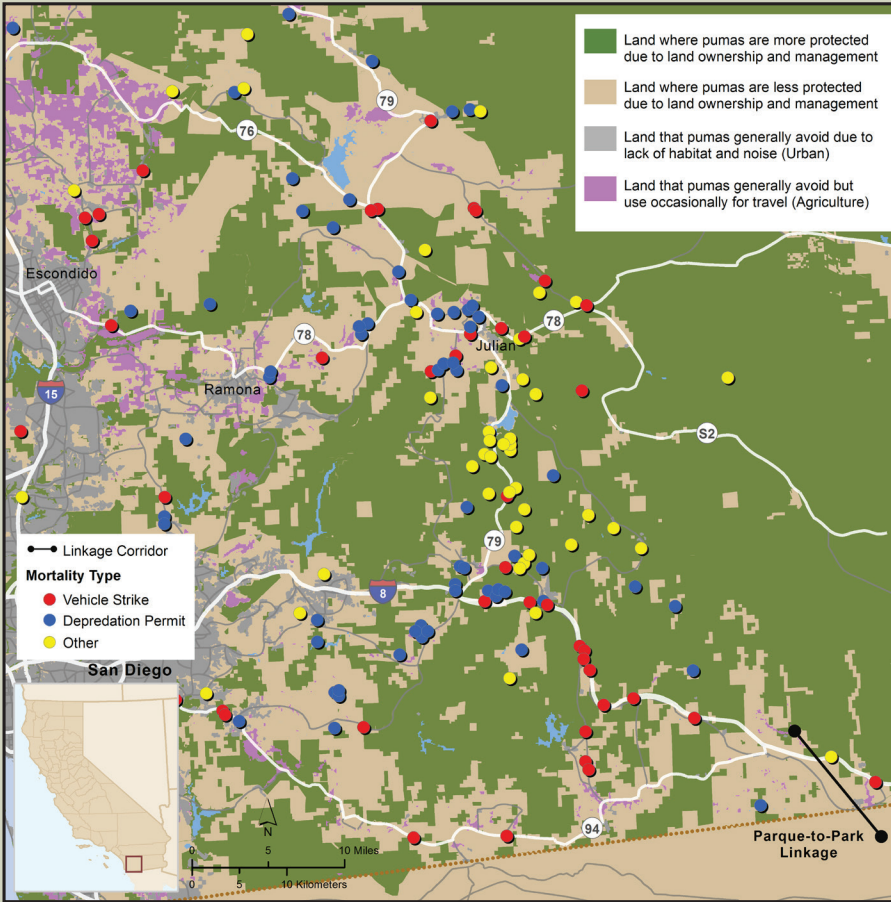 Land where pumas are more protected
due to land ownership and management
Land where pumas are less protected
due to land ownership and management
Land that pumas generally avoid due to
lack of habitat and noise (Urban)
Land that pumas generally avoid but
use occasionally for travel (Agriculture)
79
76
Escondido
78
78
Julian
Ramona
15
S2
79
Linkage Corridor
Mortality Type
Vehicle Strike
Depredation Permit
Other
8
San Diego
N
0 5 10 Miles
0 5 10 Kilometers
94
Parque-to-Park
Linkage